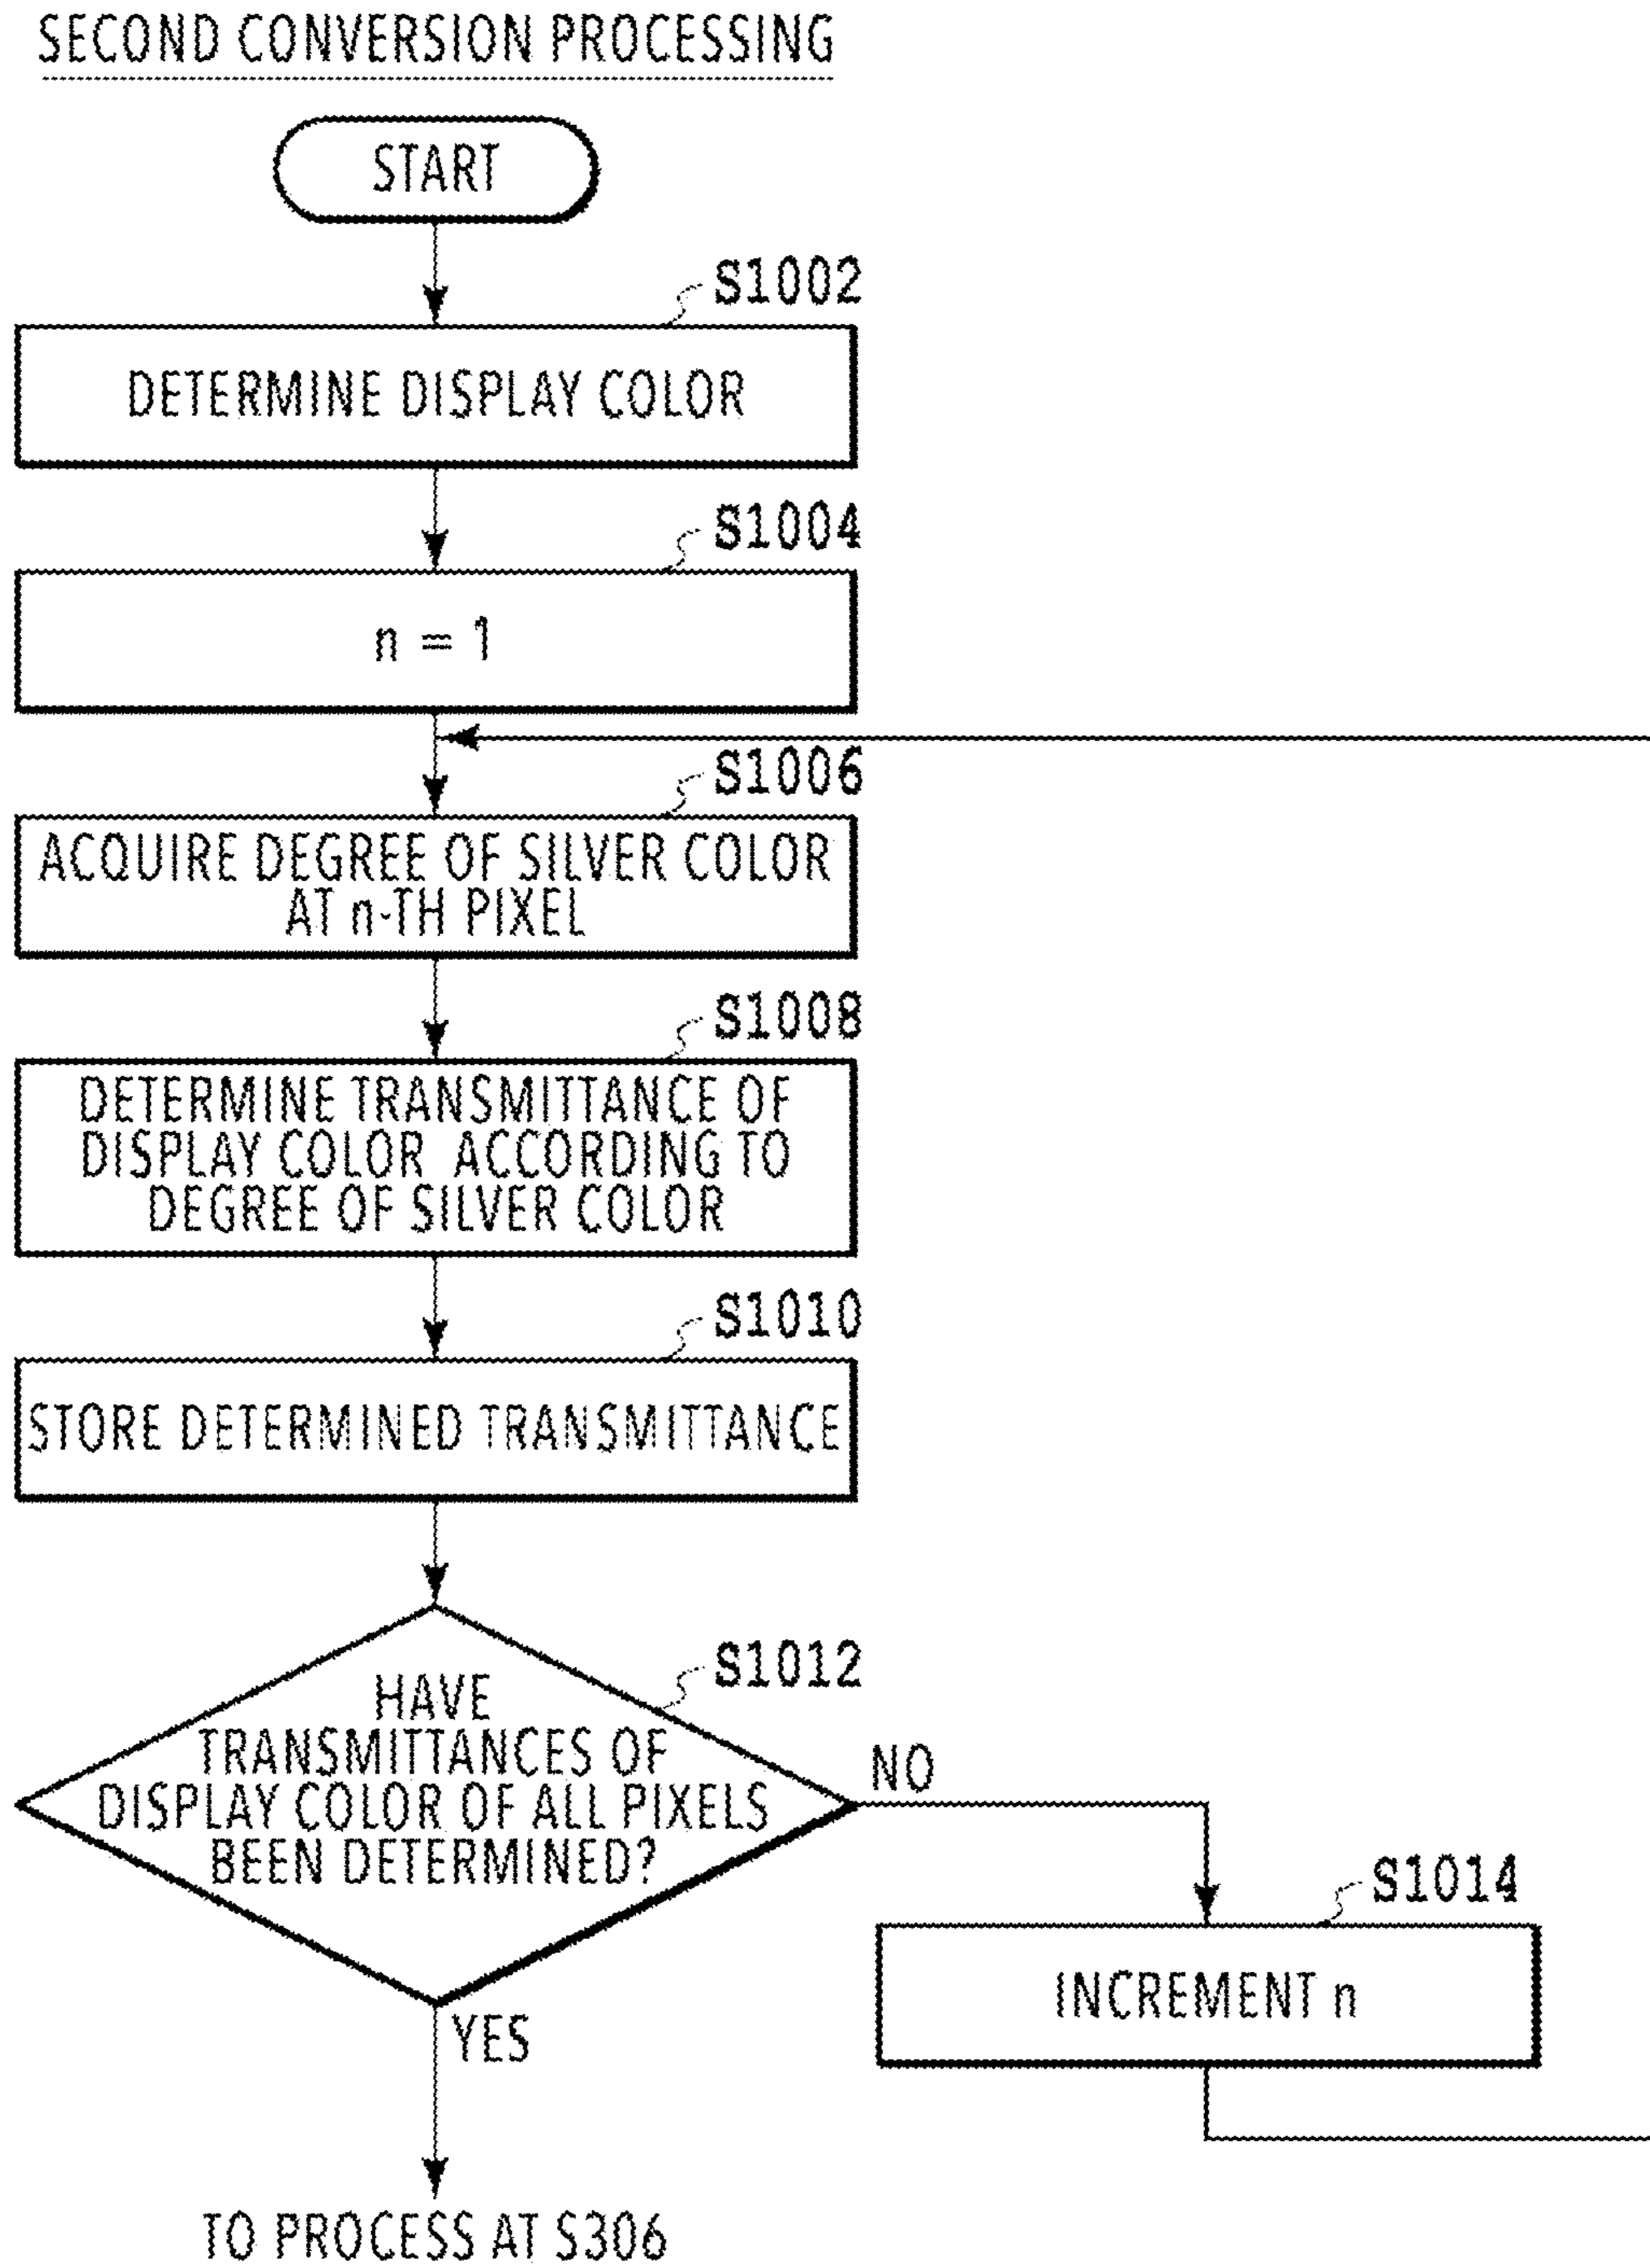 SECOND CONVERSION PROCESSING
START
S1002
DETERMINE DISPLAY COLOR
S1004
n = 1
S1006
ACQUIRE DEGREE OF SILVER COLOR
AT n-TH PIXEL
S1008
DETERMINE TRANSMITTANCE OF
DISPLAY COLOR ACCORDING TO
DEGREE OF SILVER COLOR
S1010
STORE DETERMINED TRANSMITTANCE
S1012
HAVE
TRANSMITTANCES OF
DISPLAY COLOR OF ALL PIXELS
BEEN DETERMINED?
NO
S1014
INCREMENT n
YES
TO PROCESS AT S306